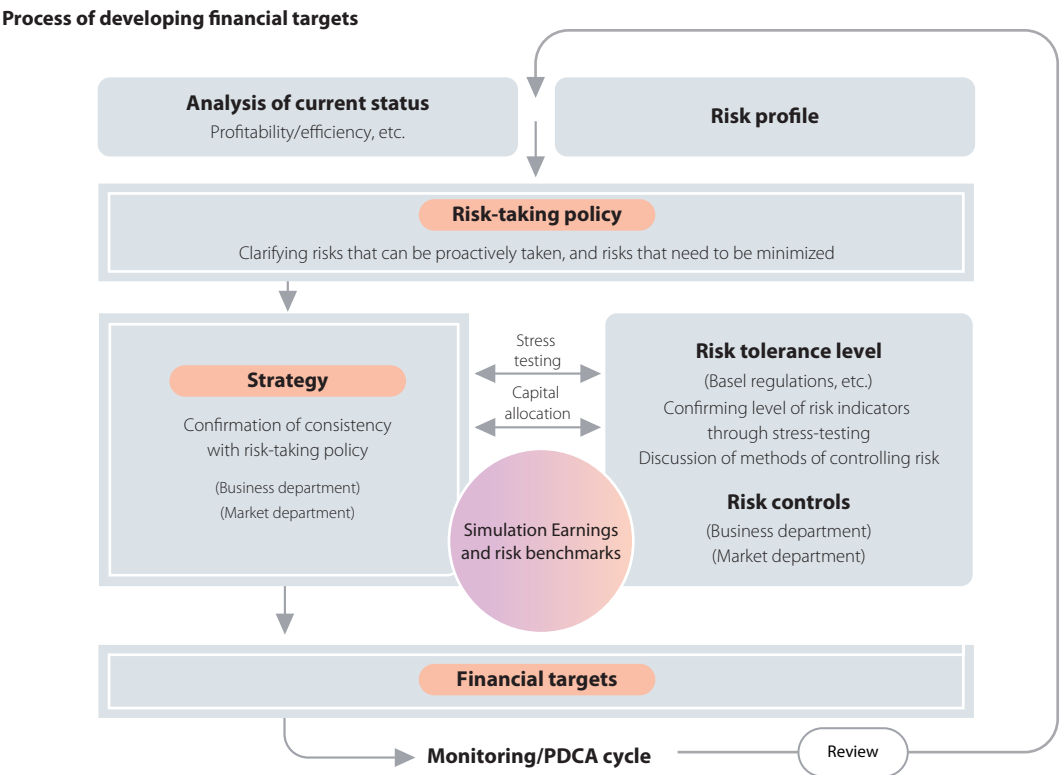 Process of developing financial targets
Analysis of current status
Profitability/efficiency, etc.
Risk profile
Risk-taking policy
Clarifying risks that can be proactively taken, and risks that need to be minimized
Strategy
Confirmation of consistency
with risk-taking policy
(Business department)
(Market department)
Stress
testing
Capital
allocation
Simulation Earnings
and risk benchmarks
Risk tolerance level
(Basel regulations, etc.)
Confirming level of risk indicators
through stress-testing
Discussion of methods of controlling risk
Risk controls
(Business department)
(Market department)
Financial targets
Monitoring/PDCA cycle
Review